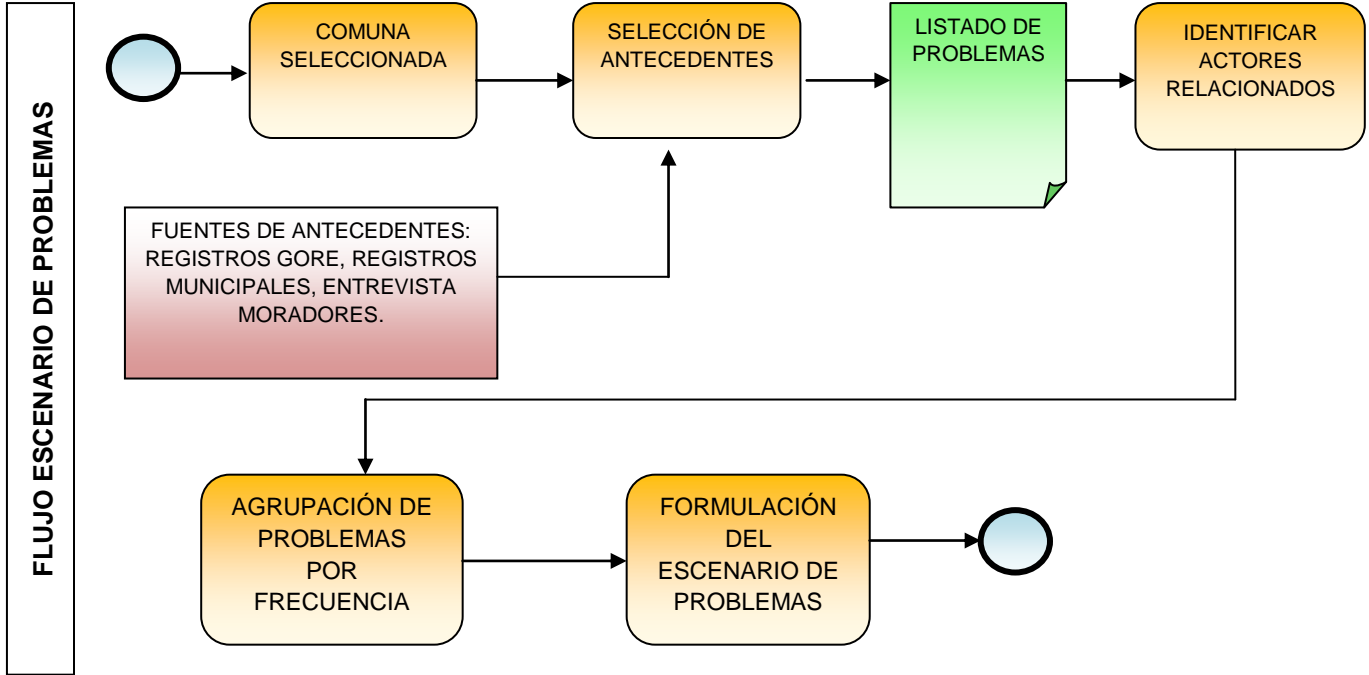 FLUJO ESCENARIO DE PROBLEMAS
COMUNA
SELECCIONADA
SELECCIÓN DE
ANTECEDENTES
LISTADO DE
PROBLEMAS
IDENTIFICAR
ACTORES
RELACIONADOS
FUENTES DE ANTECEDENTES:
REGISTROS GORE, REGISTROS
MUNICIPALES, ENTREVISTA
MORADORES.
AGRUPACIÓN DE
PROBLEMAS
POR
FRECUENCIA
FORMULACIÓN
DEL
ESCENARIO DE
PROBLEMAS